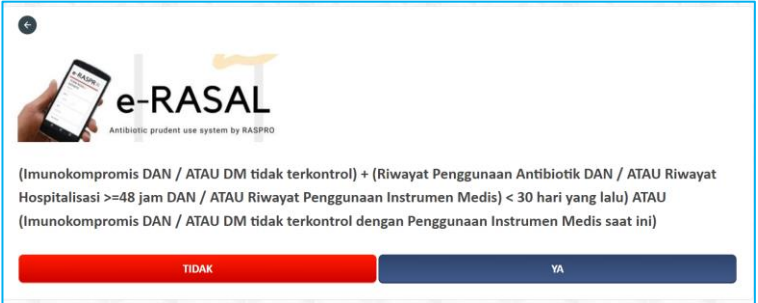 e-RASPRO
e-RASAL
Antibiotic prudent use system by RASPRO
(Imunokompromis DAN / ATAU DM tidak terkontrol) + (Riwayat Penggunaan Antibiotik DAN / ATAU Riwayat
Hospitalisasi >=48 jam DAN / ATAU Riwayat Penggunaan Instrumen Medis) < 30 hari yang lalu) ATAU
(Imunokompromis DAN / ATAU DM tidak terkontrol dengan Penggunaan Instrumen Medis saat ini)
TIDAK
YA